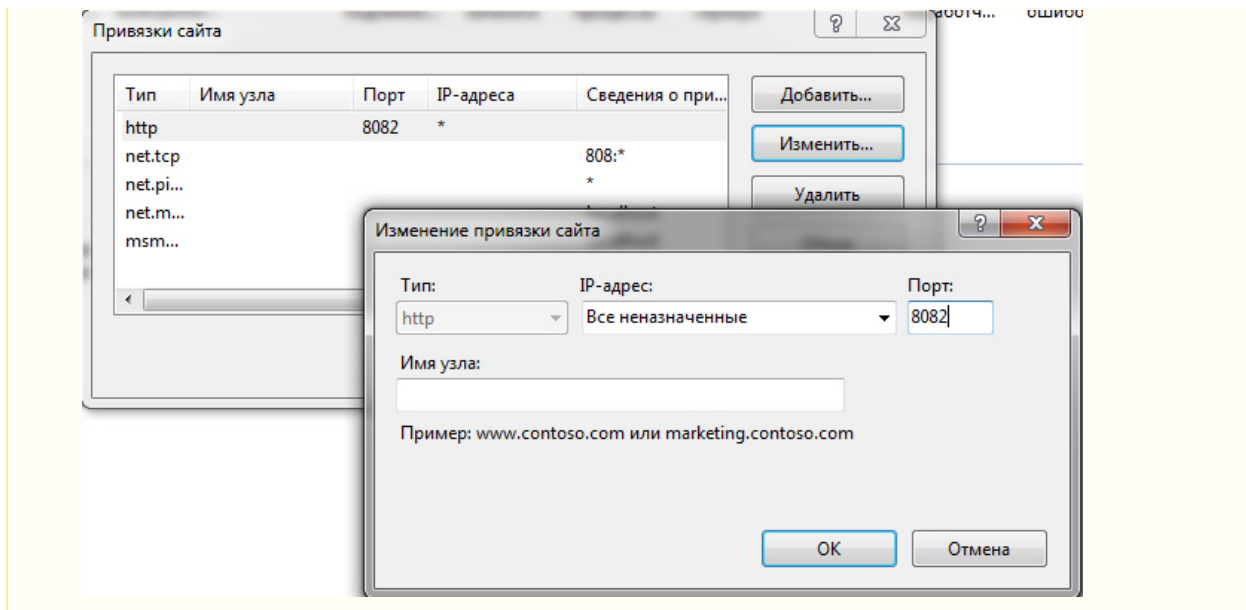 Привязки сайта
Тип Имя узла Порт IP-адреса Сведения о при...
Добавить...
http 8082 *
Изменить...
net.tcp 808:*
net.pi... *
Удалить
net.m...
msm...
Изменение привязки сайта
Тип: IP-адрес: Порт:
http Все неназначенные 8082
Имя узла:
Пример: www.contoso.com или marketing.contoso.com
OK Отмена